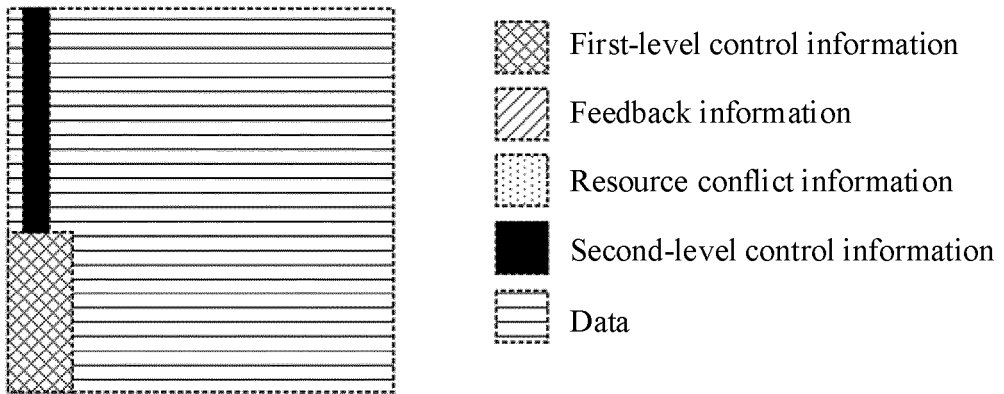 First-level control information
Feedback information
Resource conflict information
Second-level control information
Data